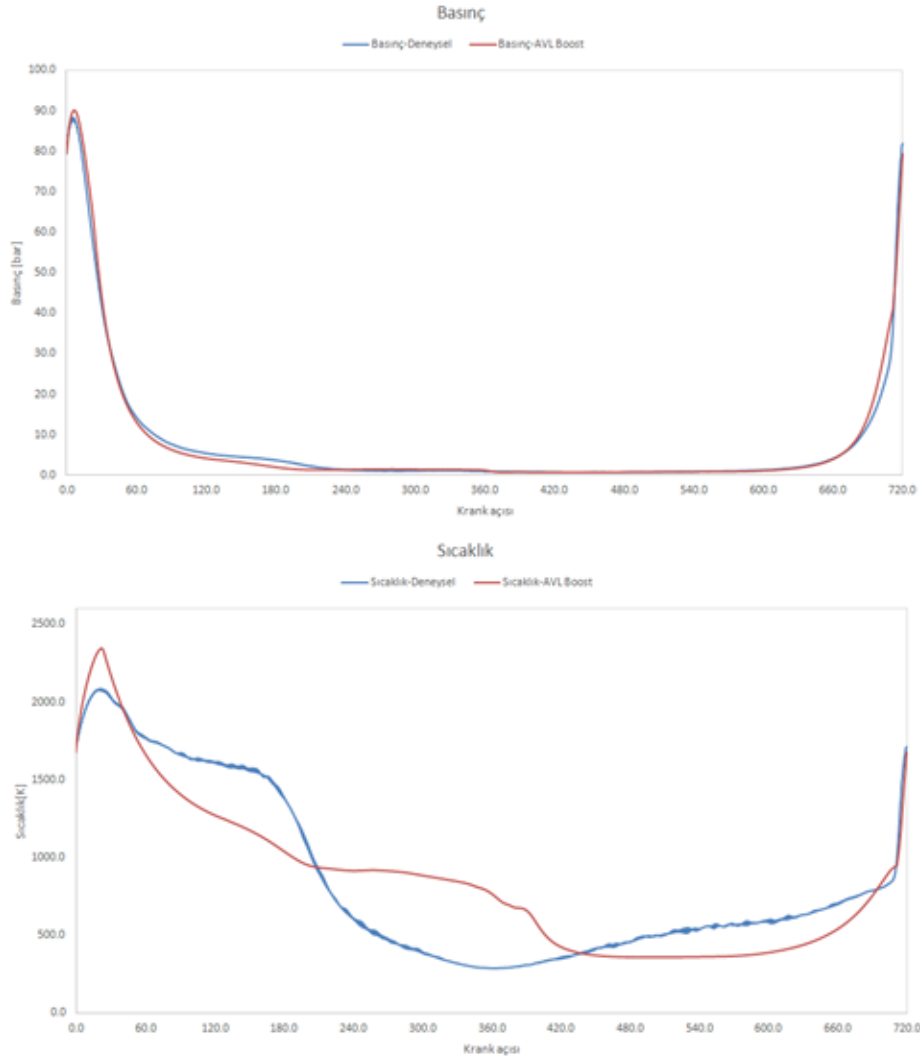 Basınç
Basınç-Deneysel Basınç-AVL Boost
100.0
90.0
80.0
70.0
60.0
50.0
40.0
30.0
20.0
10.0
0.0
Basınç [bar]
0.0 60.0 120.0 180.0 240.0 300.0 360.0 420.0 480.0 540.0 600.0 660.0 720.0
Krank açısı
Sıcaklık
Sıcaklık-Deneysel Sıcaklık-AVL Boost
2500.0
2000.0
1500.0
1000.0
500.0
0.0
Sıcaklık[K]
0.0 60.0 120.0 180.0 240.0 300.0 360.0 420.0 480.0 540.0 600.0 660.0 720.0
Krank açısı